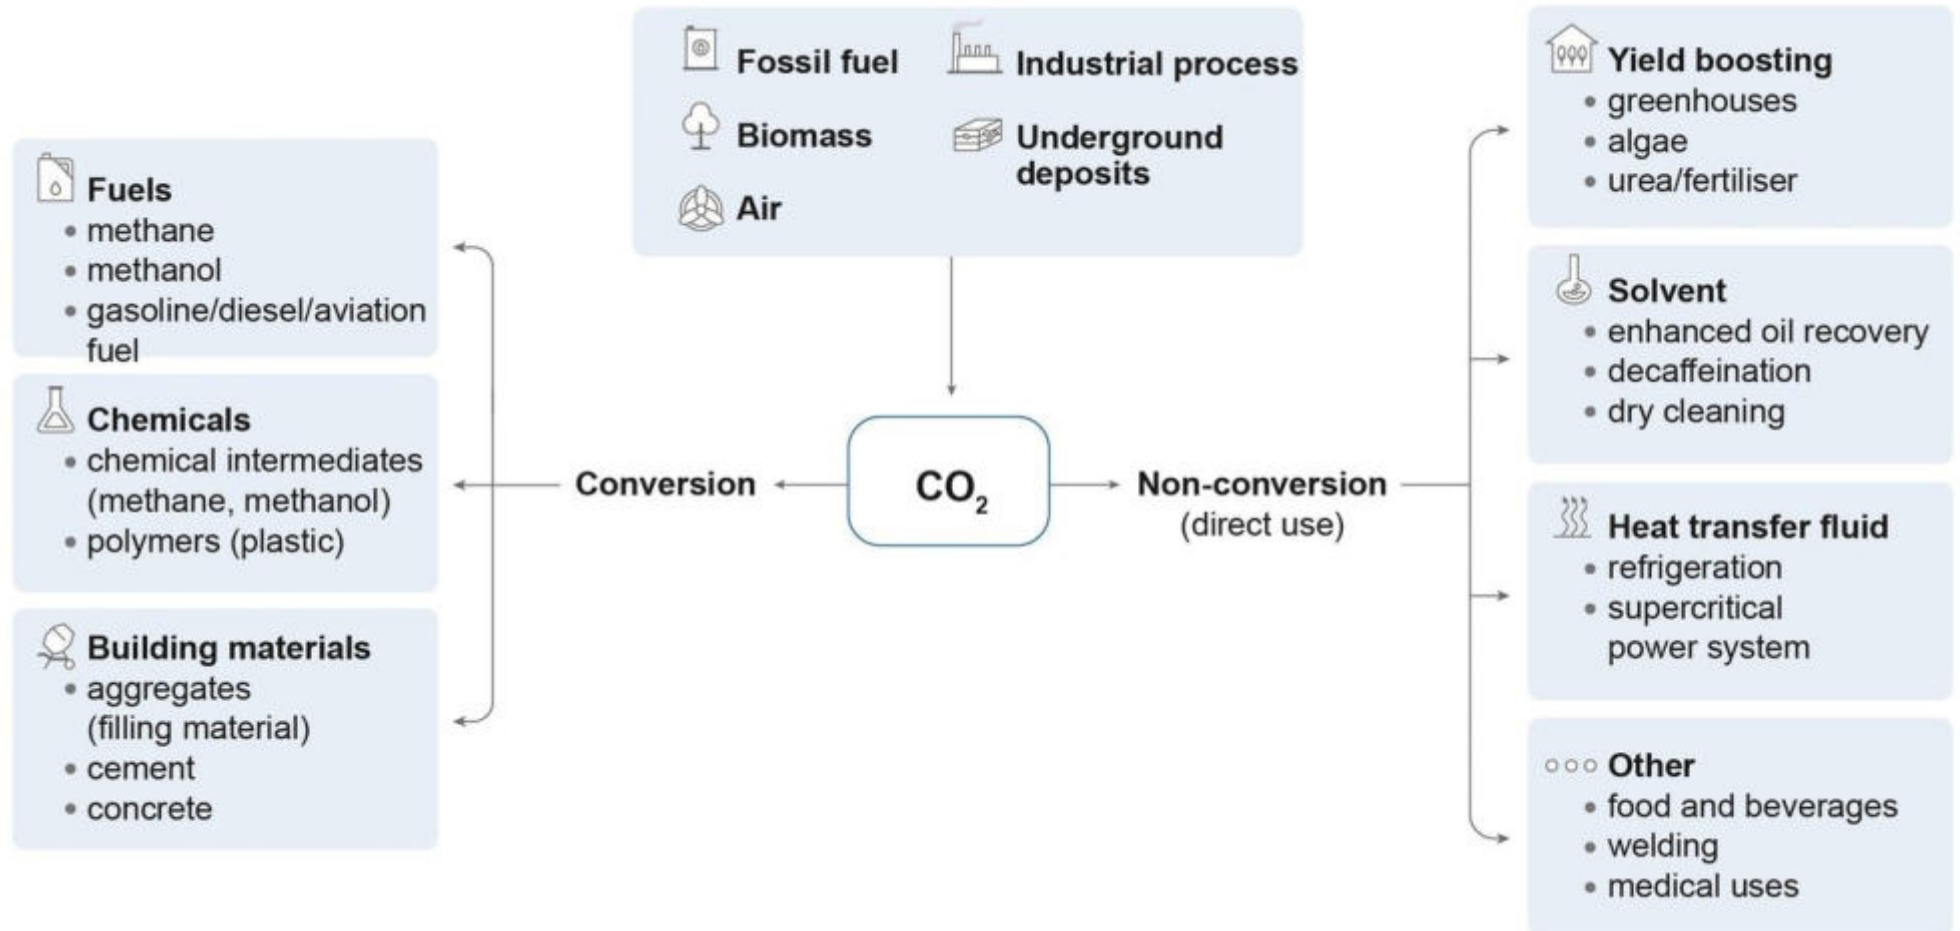 Fossil fuel
Biomass
Air
Industrial process
Underground
deposits
Fuels
• methane
• methanol
• gasoline/diesel/aviation
fuel
Chemicals
• chemical intermediates
(methane, methanol)
• polymers (plastic)
Building materials
• aggregates
(filling material)
• cement
• concrete
Conversion
CO₂
Non-conversion
(direct use)
Yield boosting
• greenhouses
• algae
• urea/fertiliser
Solvent
• enhanced oil recovery
• decaffeination
• dry cleaning
Heat transfer fluid
• refrigeration
• supercritical
power system
Other
• food and beverages
• welding
• medical uses